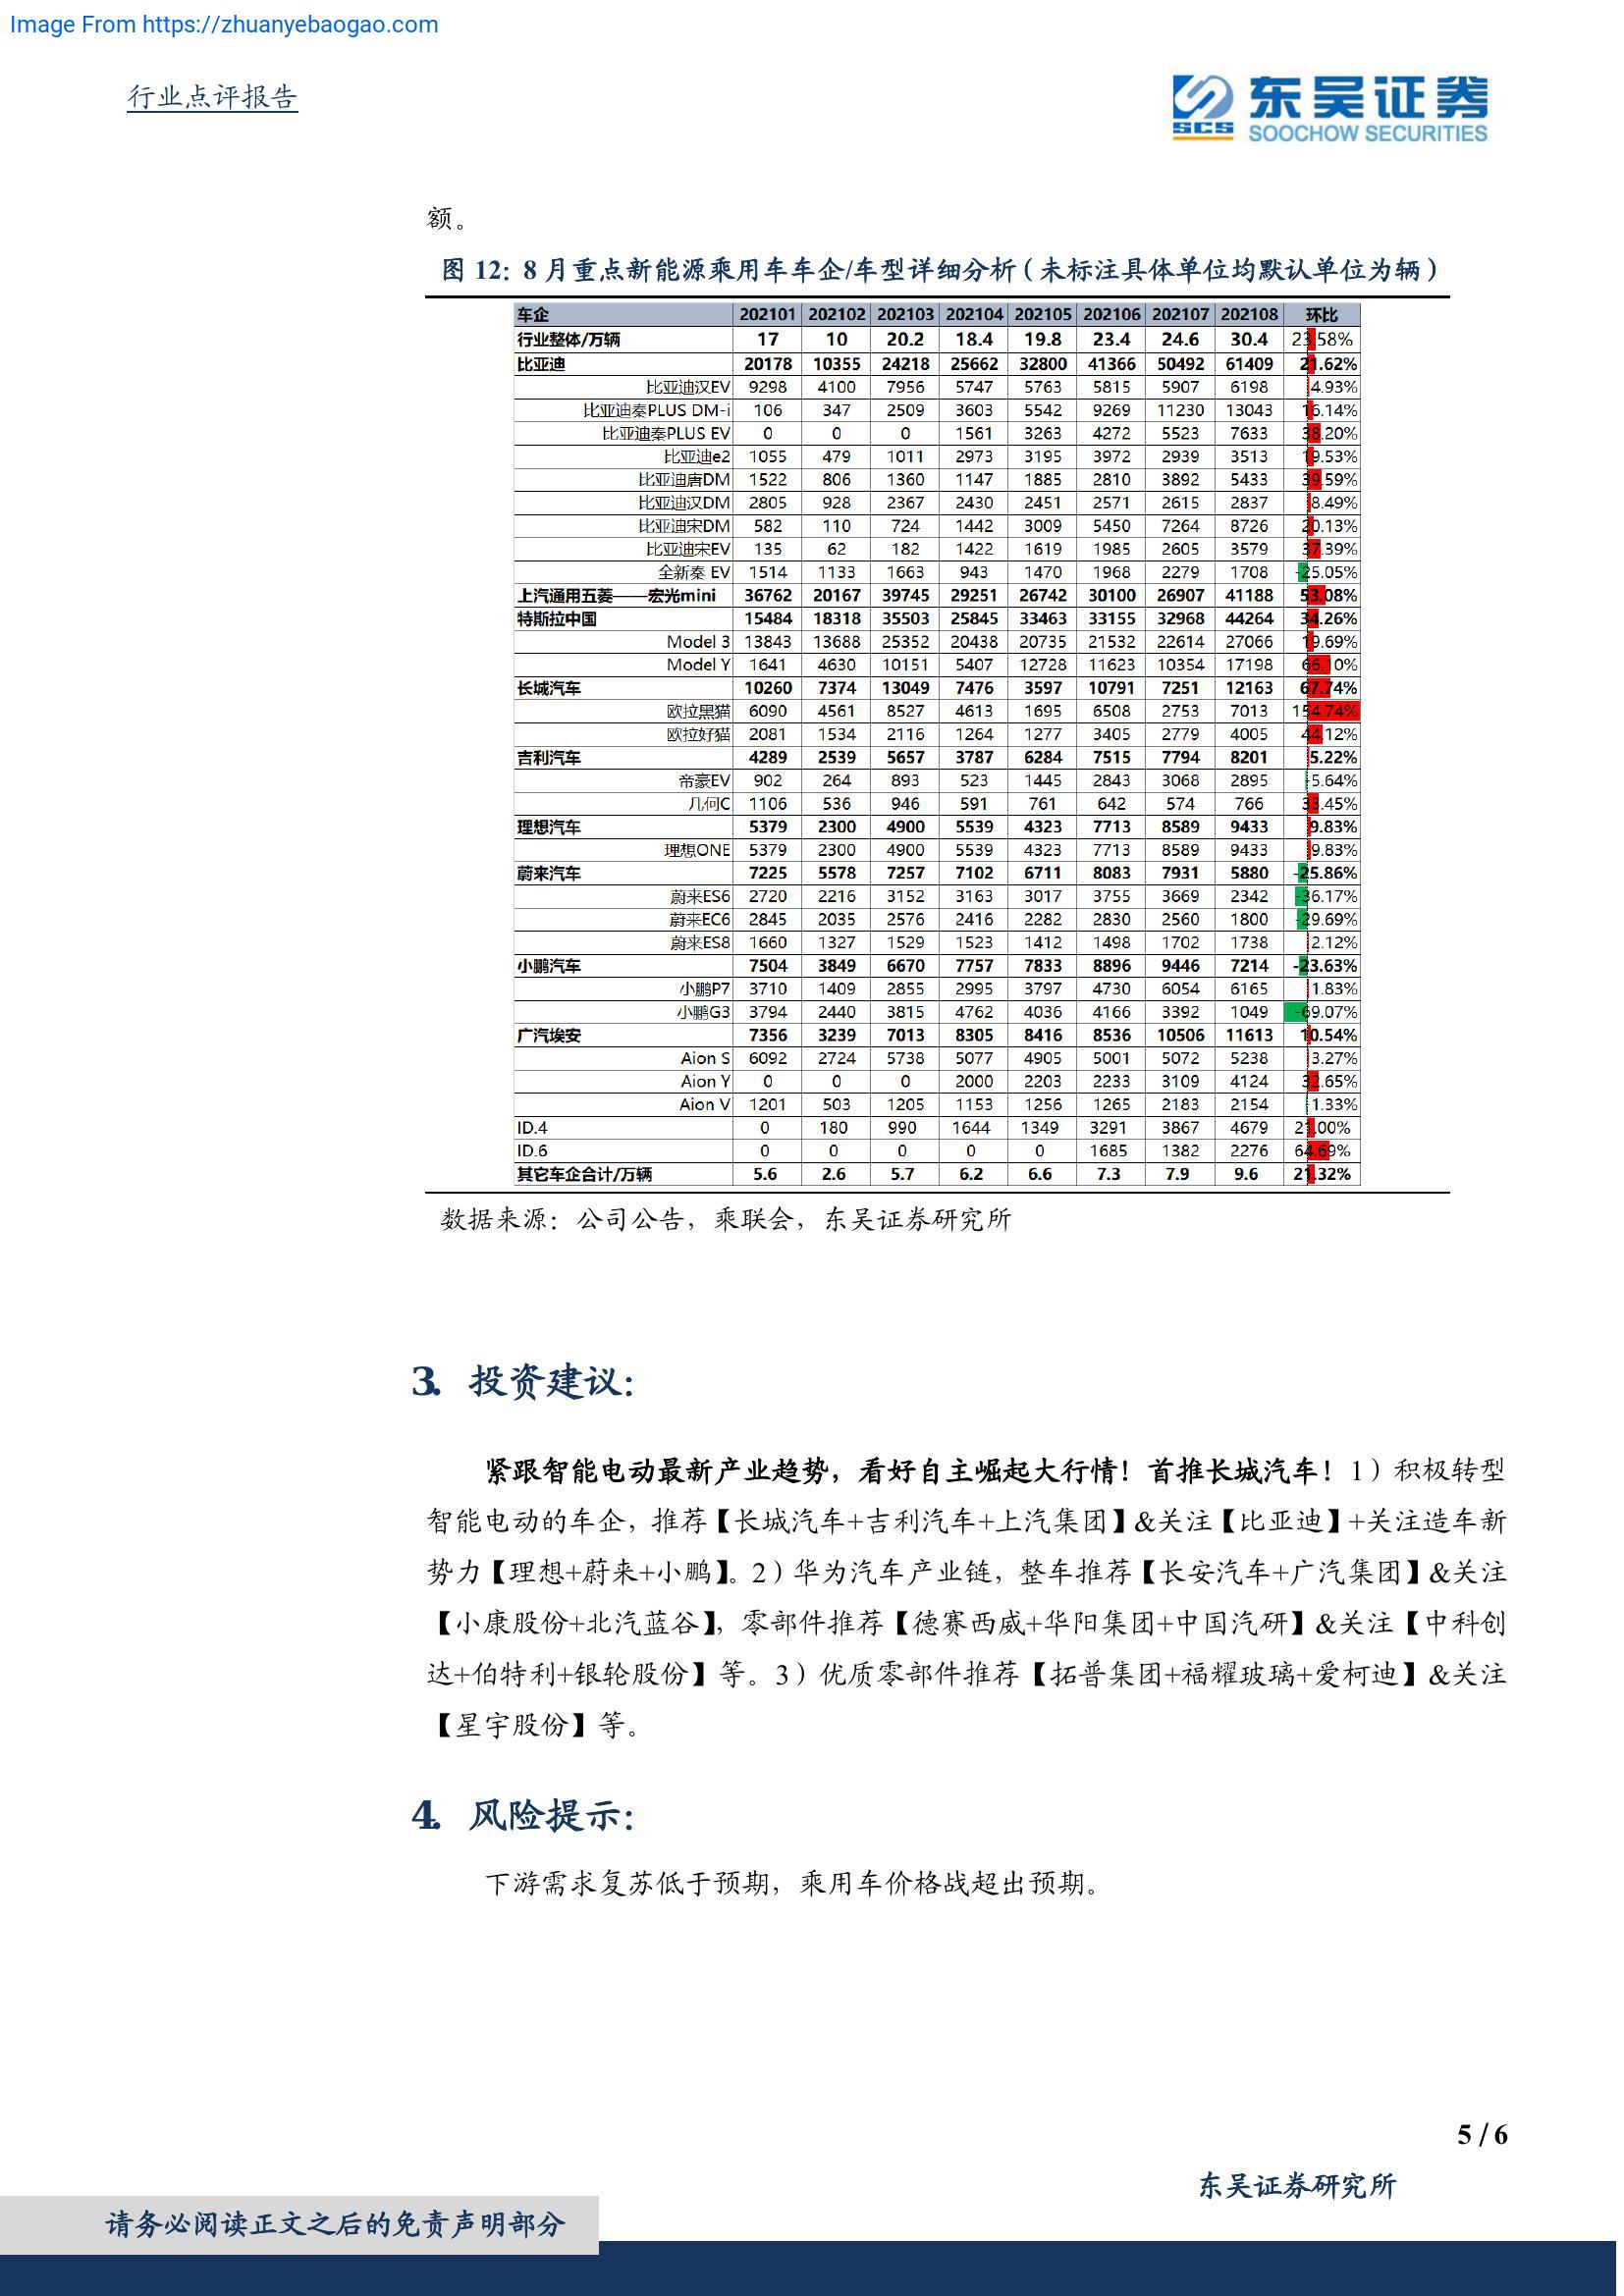 Image From https://zhuanyebaogao.com
行业点评报告
SCS 东吴证券
SOOCHOW SECURITIES
额。
图 12：8 月重点新能源乘用车车企/车型详细分析（未标注具体单位均默认单位为辆）
车企 202101 202102 202103 202104 202105 202106 202107 202108 环比
行业整体/万辆 17 10 20.2 18.4 19.8 23.4 24.6 30.4 23.58%
比亚迪 20178 10355 24218 25662 32800 41366 50492 61409 21.62%
比亚迪汉EV 9298 4100 7956 5747 5763 5815 5907 6198 4.93%
比亚迪秦PLUS DM-i 106 347 2509 3603 5542 9269 11230 13043 16.14%
比亚迪秦PLUS EV 0 0 0 1561 3263 4272 5523 7633 38.20%
比亚迪e2 1055 479 1011 2973 3195 3972 2939 3513 19.53%
比亚迪唐DM 1522 806 1360 1147 1885 2810 3892 5433 39.59%
比亚迪汉DM 2805 928 2367 2430 2451 2571 2615 2837 8.49%
比亚迪宋DM 582 110 724 1442 3009 5450 7264 8726 20.13%
比亚迪宋EV 135 62 182 1422 1619 1985 2605 3579 37.39%
全新秦 EV 1514 1133 1663 943 1470 1968 2279 1708 -25.05%
上汽通用五菱——宏光mini 36762 20167 39745 29251 26742 30100 26907 41188 53.08%
特斯拉中国 15484 18318 35503 25845 33463 33155 32968 44264 34.26%
Model 3 13843 13688 25352 20438 20735 21532 22614 27066 19.69%
Model Y 1641 4630 10151 5407 12728 11623 10354 17198 66.10%
长城汽车 10260 7374 13049 7476 3597 10791 7251 12163 67.74%
欧拉黑猫 6090 4561 8527 4613 1695 6508 2753 7013 154.74%
欧拉好猫 2081 1534 2116 1264 1277 3405 2779 4005 44.12%
吉利汽车 4289 2539 5657 3787 6284 7515 7794 8201 5.22%
帝豪EV 902 264 893 523 1445 2843 3068 2895 -5.64%
几何C 1106 536 946 591 761 642 574 766 33.45%
理想汽车 5379 2300 4900 5539 4323 7713 8589 9433 9.83%
理想ONE 5379 2300 4900 5539 4323 7713 8589 9433 9.83%
蔚来汽车 7225 5578 7257 7102 6711 8083 7931 5880 -25.86%
蔚来ES6 2720 2216 3152 3163 3017 3755 3669 2342 -36.17%
蔚来EC6 2845 2035 2576 2416 2282 2830 2560 1800 -29.69%
蔚来ES8 1660 1327 1529 1523 1412 1498 1702 1738 2.12%
小鹏汽车 7504 3849 6670 7757 7833 8896 9446 7214 -23.63%
小鹏P7 3710 1409 2855 2995 3797 4730 6054 6165 1.83%
小鹏G3 3794 2440 3815 4762 4036 4166 3392 1049 -69.07%
广汽埃安 7356 3239 7013 8305 8416 8536 10506 11613 10.54%
Aion S 6092 2724 5738 5077 4905 5001 5072 5238 3.27%
Aion Y 0 0 0 2000 2203 2233 3109 4124 32.65%
Aion V 1201 503 1205 1153 1256 1265 2183 2154 -1.33%
ID.4 0 180 990 1644 1349 3291 3867 4679 21.00%
ID.6 0 0 0 0 0 1685 1382 2276 64.69%
其它车企合计/万辆 5.6 2.6 5.7 6.2 6.6 7.3 7.9 9.6 21.32%
数据来源：公司公告，乘联会，东吴证券研究所
3. 投资建议：
紧跟智能电动最新产业趋势，看好自主崛起大行情！首推长城汽车！1）积极转型
智能电动的车企，推荐【长城汽车+吉利汽车+上汽集团】&关注【比亚迪】+关注造车新
势力【理想+蔚来+小鹏】。2）华为汽车产业链，整车推荐【长安汽车+广汽集团】&关注
【小康股份+北汽蓝谷】，零部件推荐【德赛西威+华阳集团+中国汽研】&关注【中科创
达+伯特利+银轮股份】等。3）优质零部件推荐【拓普集团+福耀玻璃+爱柯迪】&关注
【星宇股份】等。
4. 风险提示：
下游需求复苏低于预期，乘用车价格战超出预期。
5 / 6
东吴证券研究所
请务必阅读正文之后的免责声明部分